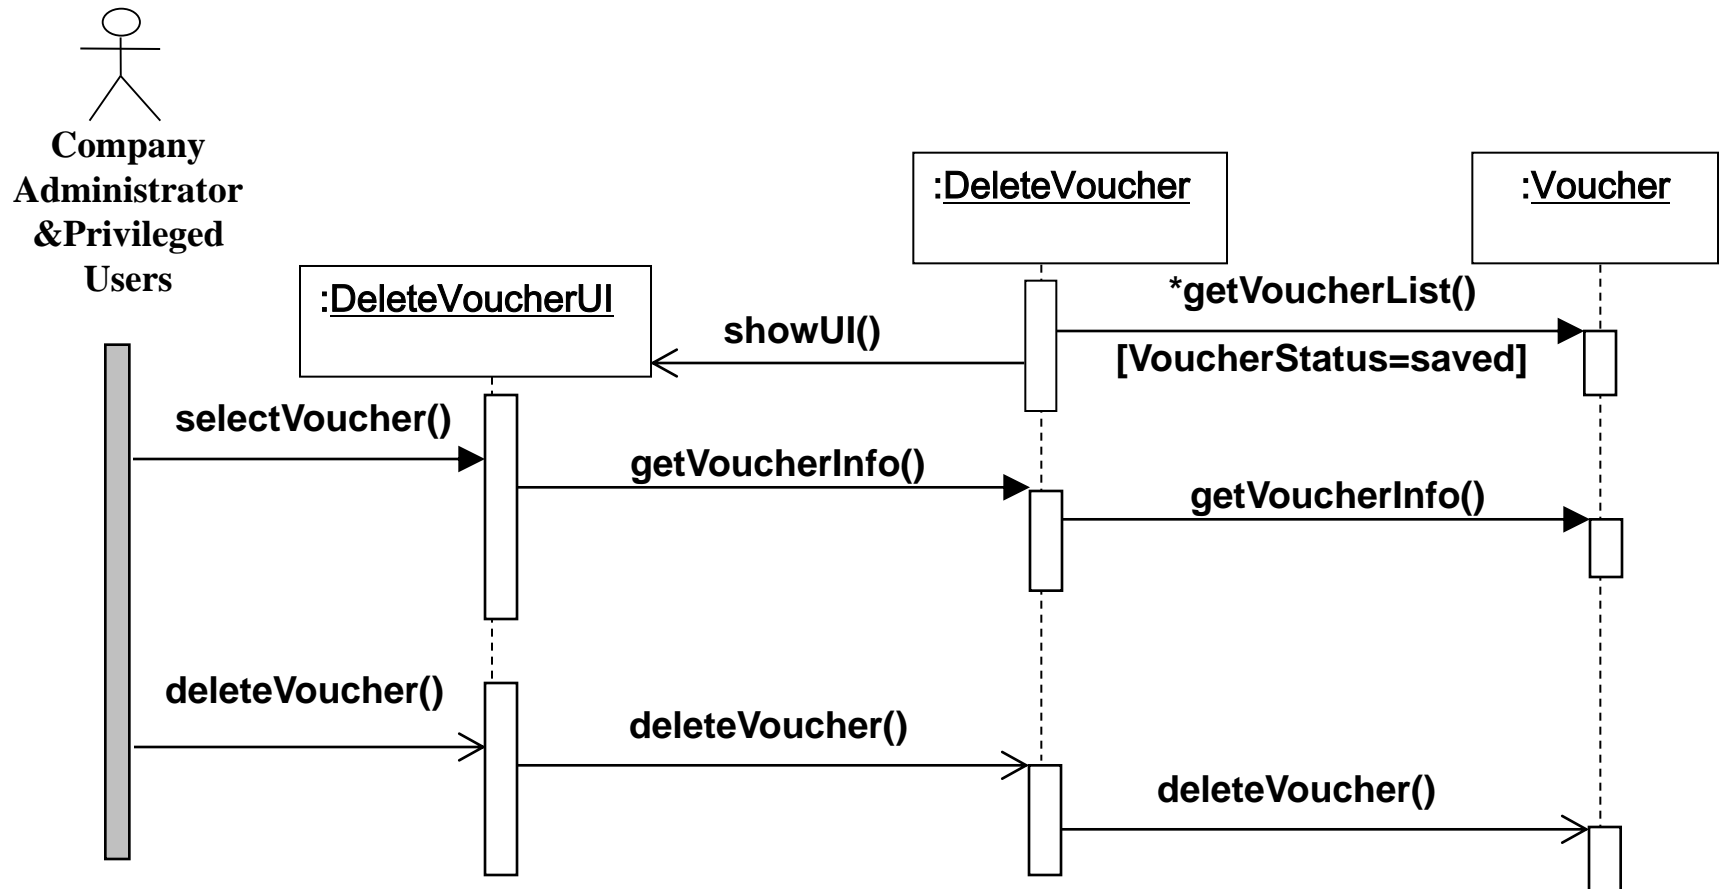 Company
Administrator
&Privileged
Users
:DeleteVoucherUI
:DeleteVoucher
:Voucher
*getVoucherList()
[VoucherStatus=saved]
showUI()
selectVoucher()
getVoucherInfo()
getVoucherInfo()
deleteVoucher()
deleteVoucher()
deleteVoucher()